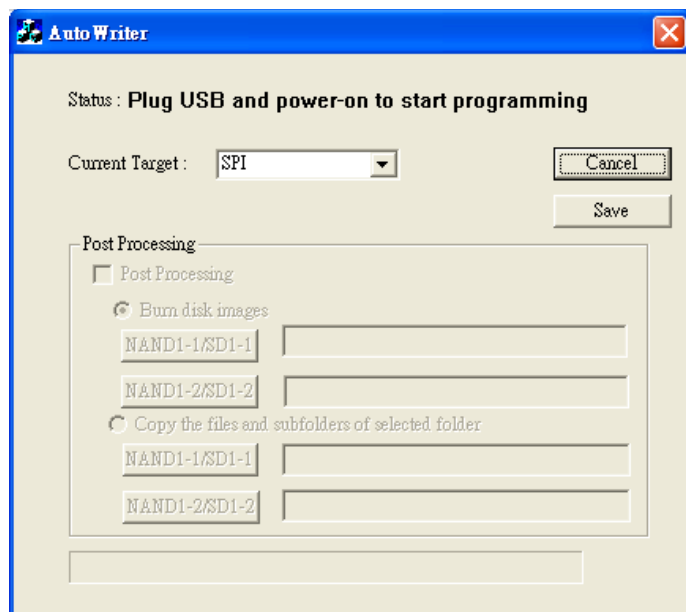 AutoWriter
Status : Plug USB and power-on to start programming
Current Target : SPI
Cancel
Save
Post Processing
Post Processing
Burn disk images
NAND1-1/SD1-1
NAND1-2/SD1-2
Copy the files and subfolders of selected folder
NAND1-1/SD1-1
NAND1-2/SD1-2